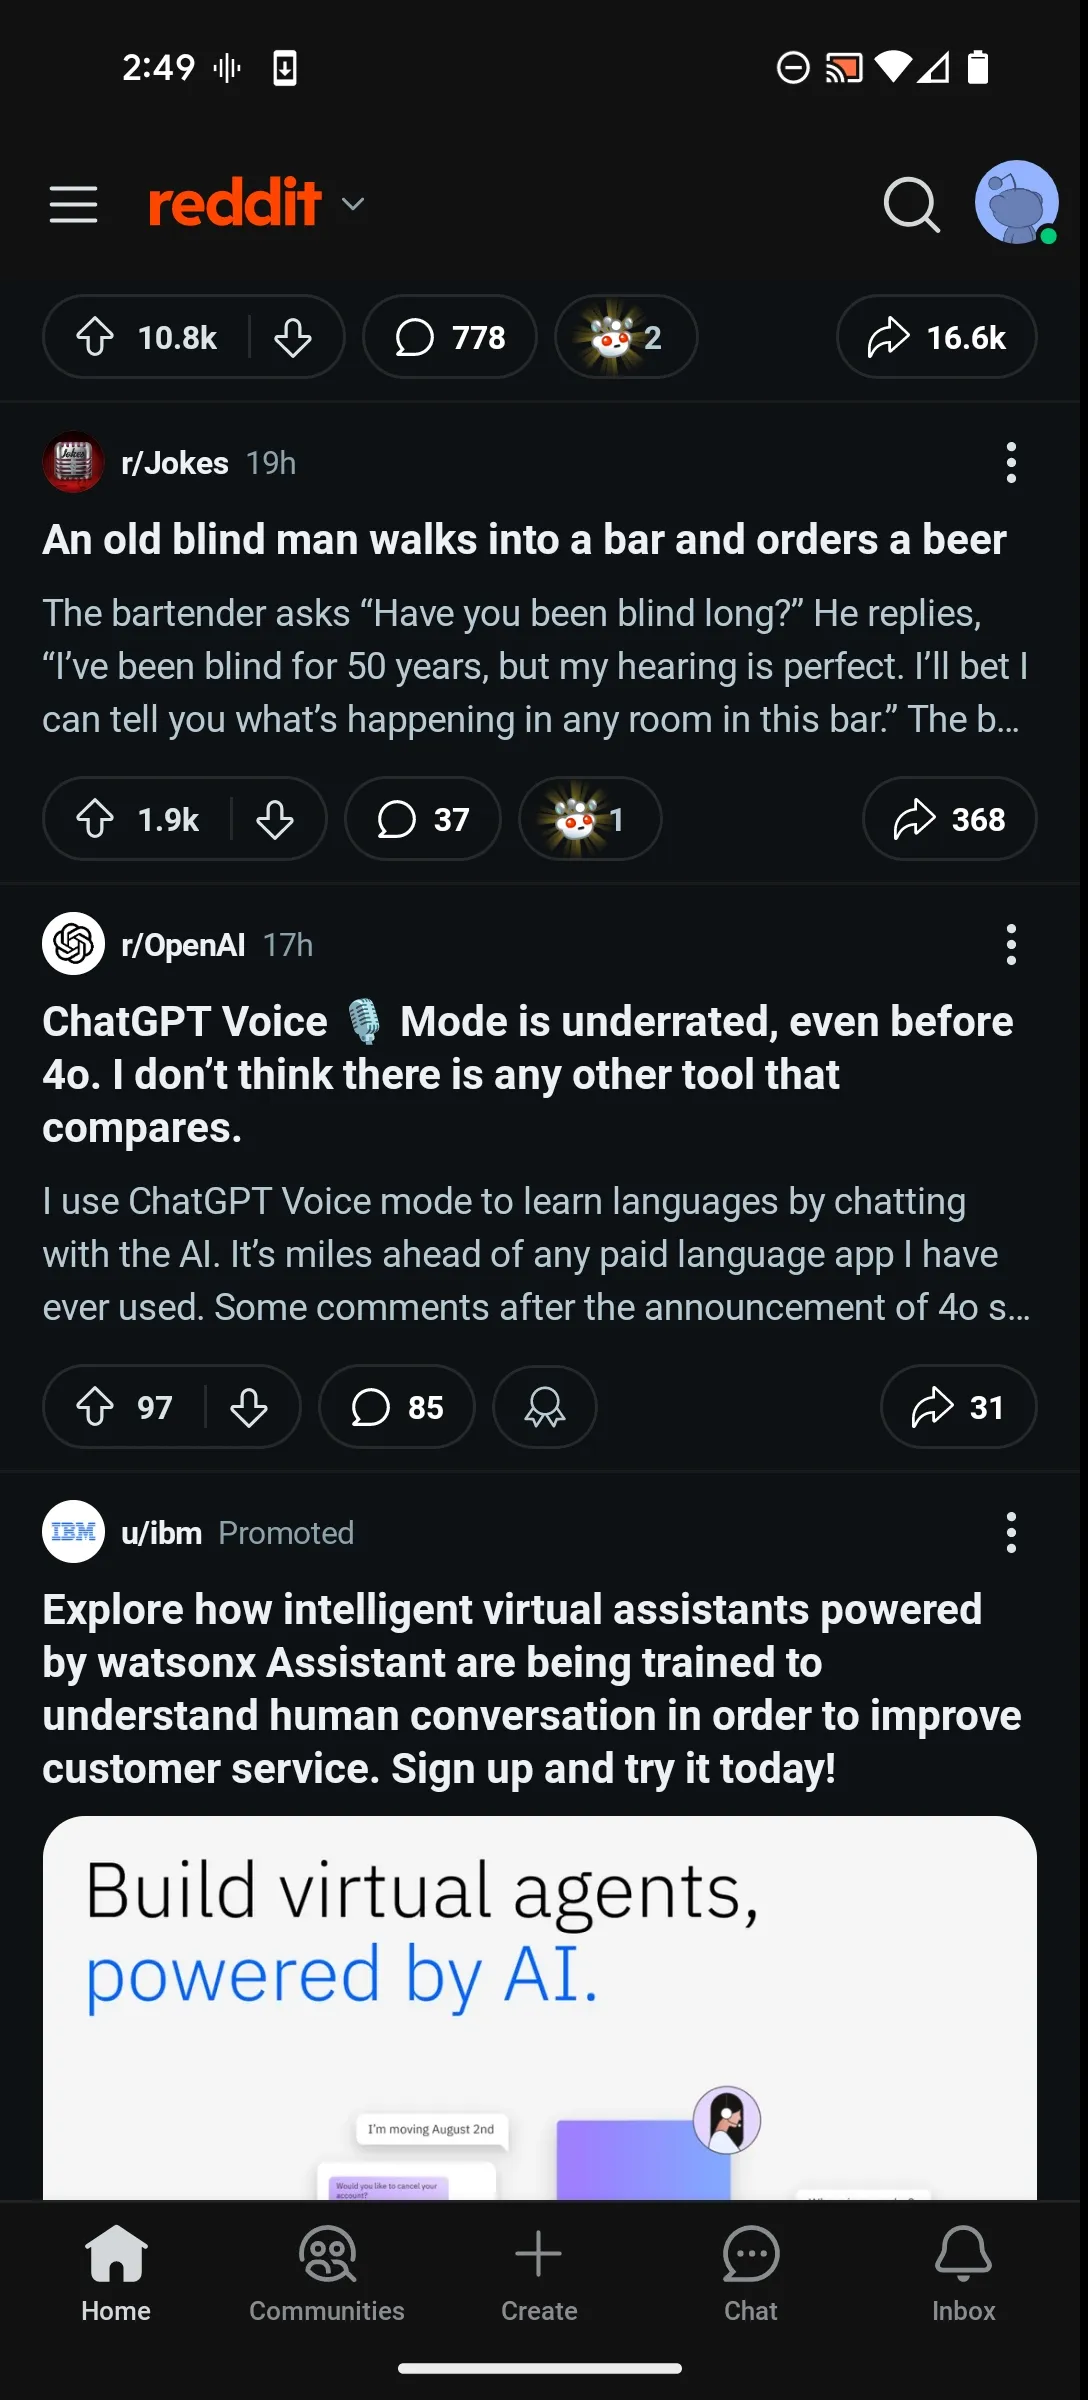 2:49
reddit
10.8k 778 2 16.6k
r/Jokes 19h
An old blind man walks into a bar and orders a beer
The bartender asks “Have you been blind long?” He replies,
“I’ve been blind for 50 years, but my hearing is perfect. I’ll bet I
can tell you what’s happening in any room in this bar.” The b...
1.9k 37 1 368
r/OpenAI 17h
ChatGPT Voice 🎙️ Mode is underrated, even before
4o. I don’t think there is any other tool that
compares.
I use ChatGPT Voice mode to learn languages by chatting
with the AI. It’s miles ahead of any paid language app I have
ever used. Some comments after the announcement of 4o s...
97 85 31
IBM u/ibm Promoted
Explore how intelligent virtual assistants powered
by watsonx Assistant are being trained to
understand human conversation in order to improve
customer service. Sign up and try it today!
Build virtual agents,
powered by AI.
I’m moving August 2nd
Would you like to cancel your
account?
Home Communities Create Chat Inbox